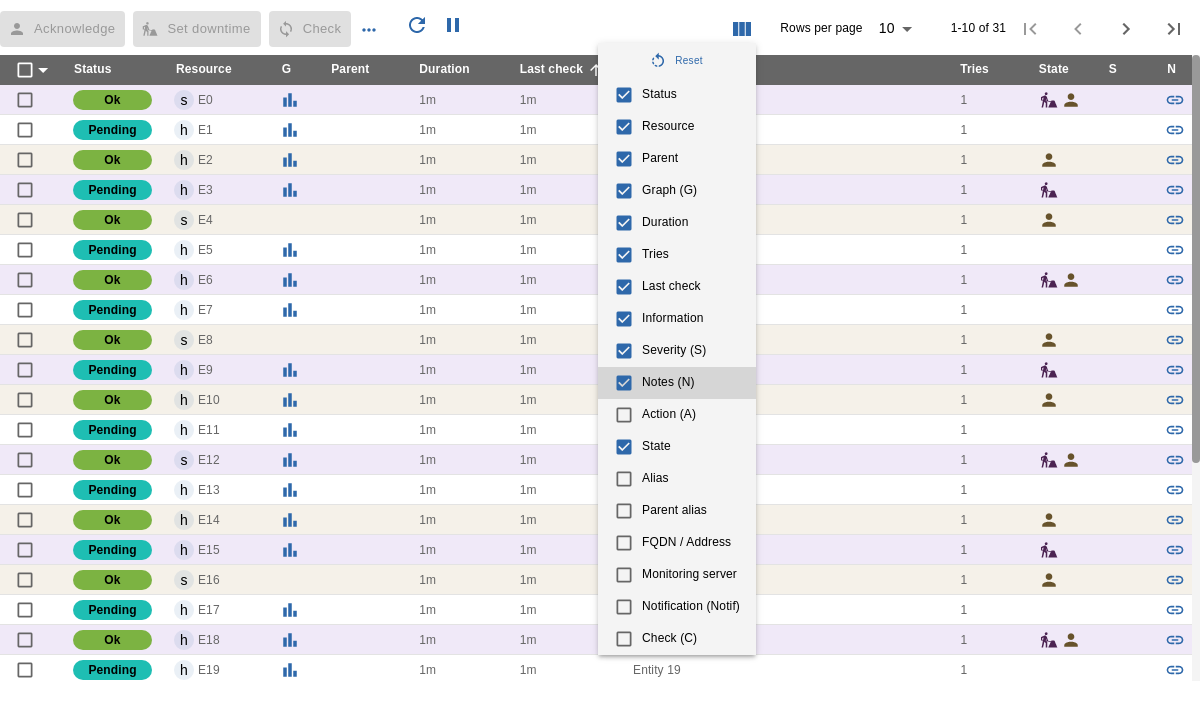 Acknowledge Set downtime Check ... Rows per page 10 1-10 of 31
Status Resource G Parent Duration Last check Tries State S N
Ok s E0 1m 1m 1
Pending h E1 1m 1m 1
Ok h E2 1m 1m 1
Pending h E3 1m 1m 1
Ok s E4 1m 1m 1
Pending h E5 1m 1m 1
Ok h E6 1m 1m 1
Pending h E7 1m 1m 1
Ok s E8 1m 1m 1
Pending h E9 1m 1m 1
Ok h E10 1m 1m 1
Pending h E11 1m 1m 1
Ok s E12 1m 1m 1
Pending h E13 1m 1m 1
Ok h E14 1m 1m 1
Pending h E15 1m 1m 1
Ok s E16 1m 1m 1
Pending h E17 1m 1m 1
Ok h E18 1m 1m 1
Pending h E19 1m 1m Entity 19 1
Reset
Status
Resource
Parent
Graph (G)
Duration
Tries
Last check
Information
Severity (S)
Notes (N)
Action (A)
State
Alias
Parent alias
FQDN / Address
Monitoring server
Notification (Notif)
Check (C)